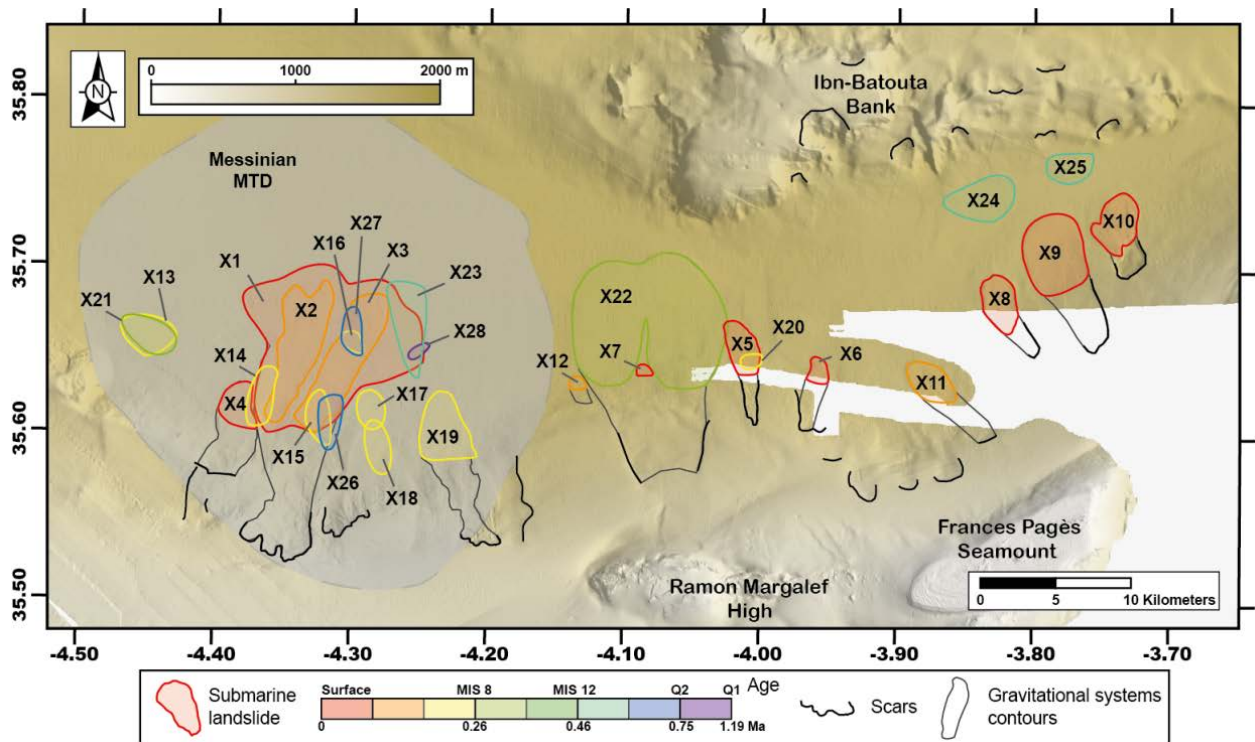 0 1000 2000 m
N
Ibn-Batouta
Bank
Messinian
MTD
X25
X24
X27
X16 X3
X10
X13 X1 X23
X9
X21 X2 X22 X8
X28 X20
X14 X12 X7 X5 X6
X11
X4 X17
X19
X15
X26 X18
Frances Pagès
Seamount
Ramon Margalef
High
0 5 10 Kilometers
35.80
35.70
35.60
35.50
-4.50 -4.40 -4.30 -4.20 -4.10 -4.00 -3.90 -3.80 -3.70
Submarine
landslide
Surface MIS 8 MIS 12 Q2 Q1 Age
0 0.26 0.46 0.75 1.19 Ma
Scars
Gravitational systems
contours